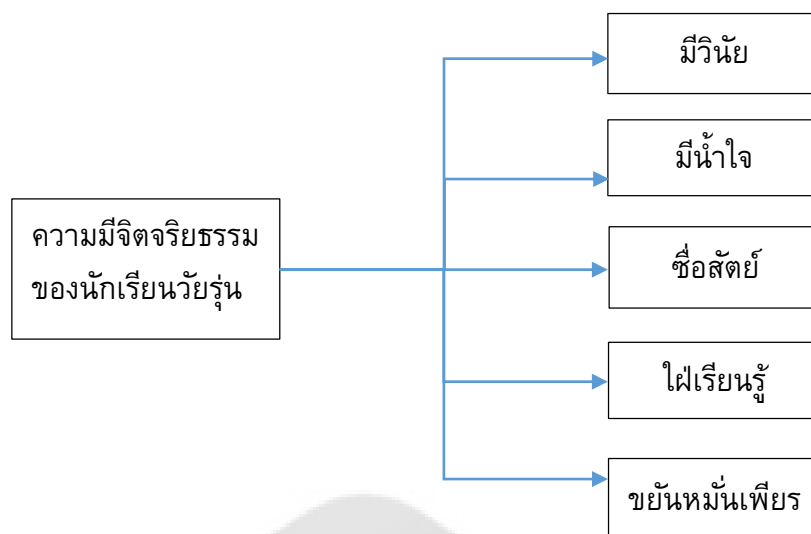 มีวินัย
มีน้ำใจ
ความมีจิตจริยธรรม
ของนักเรียนวัยรุ่น
ซื่อสัตย์
ใฝ่เรียนรู้
ขยันหมั่นเพียร